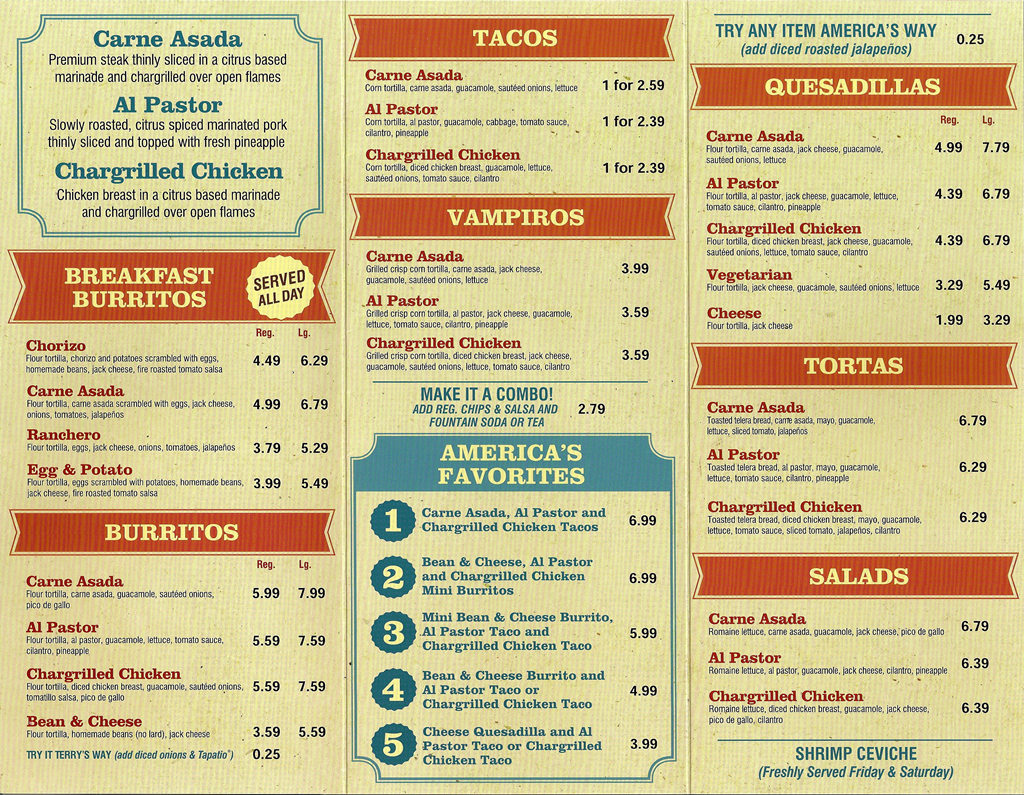 Carne Asada
Premium steak thinly sliced in a citrus based
marinade and chargrilled over open flames
Al Pastor
Slowly roasted, citrus spiced marinated pork
thinly sliced and topped with fresh pineapple
Chargrilled Chicken
Chicken breast in a citrus based marinade
and chargrilled over open flames
BREAKFAST
BURRITOS
SERVED
ALL DAY
Reg. Lg.
Chorizo
Flour tortilla, chorizo and potatoes scrambled with eggs,
homemade beans, jack cheese, fire roasted tomato salsa
4.49 6.29
Carne Asada
Flour tortilla, carne asada scrambled with eggs, jack cheese,
onions, tomatoes, jalapeños
4.99 6.79
Ranchero
Flour tortilla, eggs, jack cheese, onions, tomatoes, jalapeños
3.79 5.29
Egg & Potato
Flour tortilla, eggs scrambled with potatoes, homemade beans,
jack cheese, fire roasted tomato salsa
3.99 5.49
BURRITOS
Reg. Lg.
Carne Asada
Flour tortilla, carne asada, guacamole, sautéed onions,
pico de gallo
5.99 7.99
Al Pastor
Flour tortilla, al pastor, guacamole, lettuce, tomato sauce,
cilantro, pineapple
5.59 7.59
Chargrilled Chicken
Flour tortilla, diced chicken breast, guacamole, sautéed onions,
tomatillo salsa, pico de gallo
5.59 7.59
Bean & Cheese
Flour tortilla, homemade beans (no lard), jack cheese
3.59 5.59
TRY IT TERRY'S WAY (add diced onions & Tapatio®) 0.25
TACOS
Carne Asada
Corn tortilla, carne asada, guacamole, sautéed onions, lettuce
1 for 2.59
Al Pastor
Corn tortilla, al pastor, guacamole, cabbage, tomato sauce,
cilantro, pineapple
1 for 2.39
Chargrilled Chicken
Corn tortilla, diced chicken breast, guacamole, lettuce,
sautéed onions, tomato sauce, cilantro
1 for 2.39
VAMPIROS
Carne Asada
Grilled crisp corn tortilla, carne asada, jack cheese,
guacamole, sautéed onions, lettuce
3.99
Al Pastor
Grilled crisp corn tortilla, al pastor, jack cheese, guacamole,
lettuce, tomato sauce, cilantro, pineapple
3.59
Chargrilled Chicken
Grilled crisp corn tortilla, diced chicken breast, jack cheese,
guacamole, sautéed onions, lettuce, tomato sauce, cilantro
3.59
MAKE IT A COMBO!
ADD REG. CHIPS & SALSA AND
FOUNTAIN SODA OR TEA
2.79
AMERICA'S
FAVORITES
1
Carne Asada, Al Pastor and
Chargrilled Chicken Tacos
6.99
2
Bean & Cheese, Al Pastor
and Chargrilled Chicken
Mini Burritos
6.99
3
Mini Bean & Cheese Burrito,
Al Pastor Taco and
Chargrilled Chicken Taco
5.99
4
Bean & Cheese Burrito and
Al Pastor Taco or
Chargrilled Chicken Taco
4.99
5
Cheese Quesadilla and Al
Pastor Taco or Chargrilled
Chicken Taco
3.99
TRY ANY ITEM AMERICA'S WAY
(add diced roasted jalapeños)
0.25
QUESADILLAS
Reg. Lg.
Carne Asada
Flour tortilla, carne asada, jack cheese, guacamole,
sautéed onions, lettuce
4.99 7.79
Al Pastor
Flour tortilla, al pastor, jack cheese, guacamole, lettuce,
tomato sauce, cilantro, pineapple
4.39 6.79
Chargrilled Chicken
Flour tortilla, diced chicken breast, jack cheese, guacamole,
sautéed onions, lettuce, tomato sauce, cilantro
4.39 6.79
Vegetarian
Flour tortilla, jack cheese, guacamole, sautéed onions, lettuce
3.29 5.49
Cheese
Flour tortilla, jack cheese
1.99 3.29
TORTAS
Carne Asada
Toasted telera bread, carne asada, mayo, guacamole,
lettuce, sliced tomato, jalapeños
6.79
Al Pastor
Toasted telera bread, al pastor, mayo, guacamole,
lettuce, tomato sauce, cilantro, pineapple
6.29
Chargrilled Chicken
Toasted telera bread, diced chicken breast, mayo, guacamole,
lettuce, tomato sauce, sliced tomato, jalapeños, cilantro
6.29
SALADS
Carne Asada
Romaine lettuce, carne asada, guacamole, jack cheese, pico de gallo
6.79
Al Pastor
Romaine lettuce, al pastor, guacamole, jack cheese, cilantro, pineapple
6.39
Chargrilled Chicken
Romaine lettuce, diced chicken breast, guacamole, jack cheese,
pico de gallo, cilantro
6.39
SHRIMP CEVICHE
(Freshly Served Friday & Saturday)